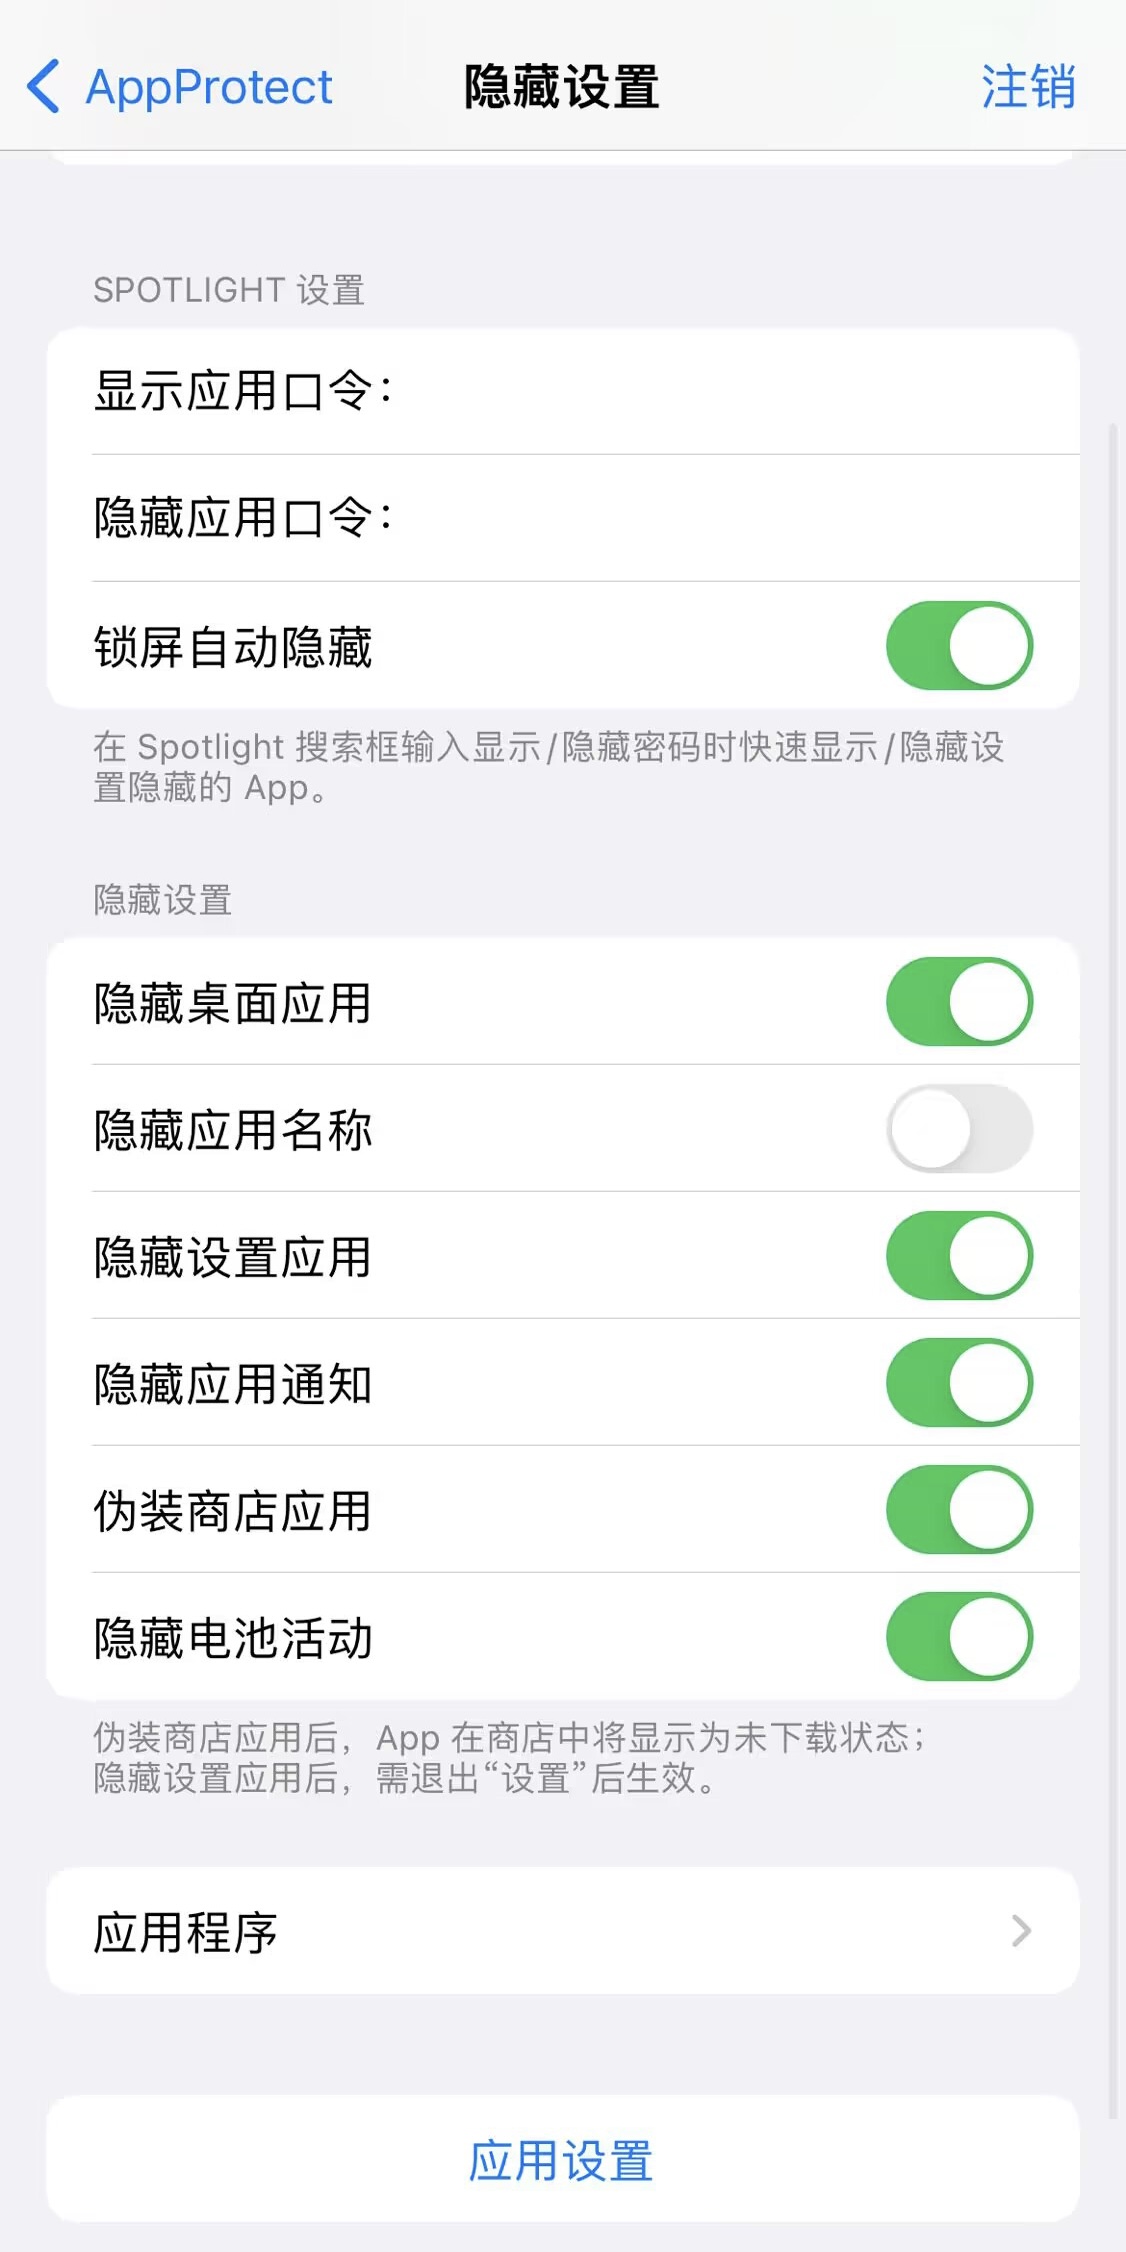 AppProtect 隐藏设置 注销
SPOTLIGHT 设置
显示应用口令：
隐藏应用口令：
锁屏自动隐藏
在 Spotlight 搜索框输入显示/隐藏密码时快速显示/隐藏设
置隐藏的 App。
隐藏设置
隐藏桌面应用
隐藏应用名称
隐藏设置应用
隐藏应用通知
伪装商店应用
隐藏电池活动
伪装商店应用后，App 在商店中将显示为未下载状态；
隐藏设置应用后，需退出“设置”后生效。
应用程序
应用设置